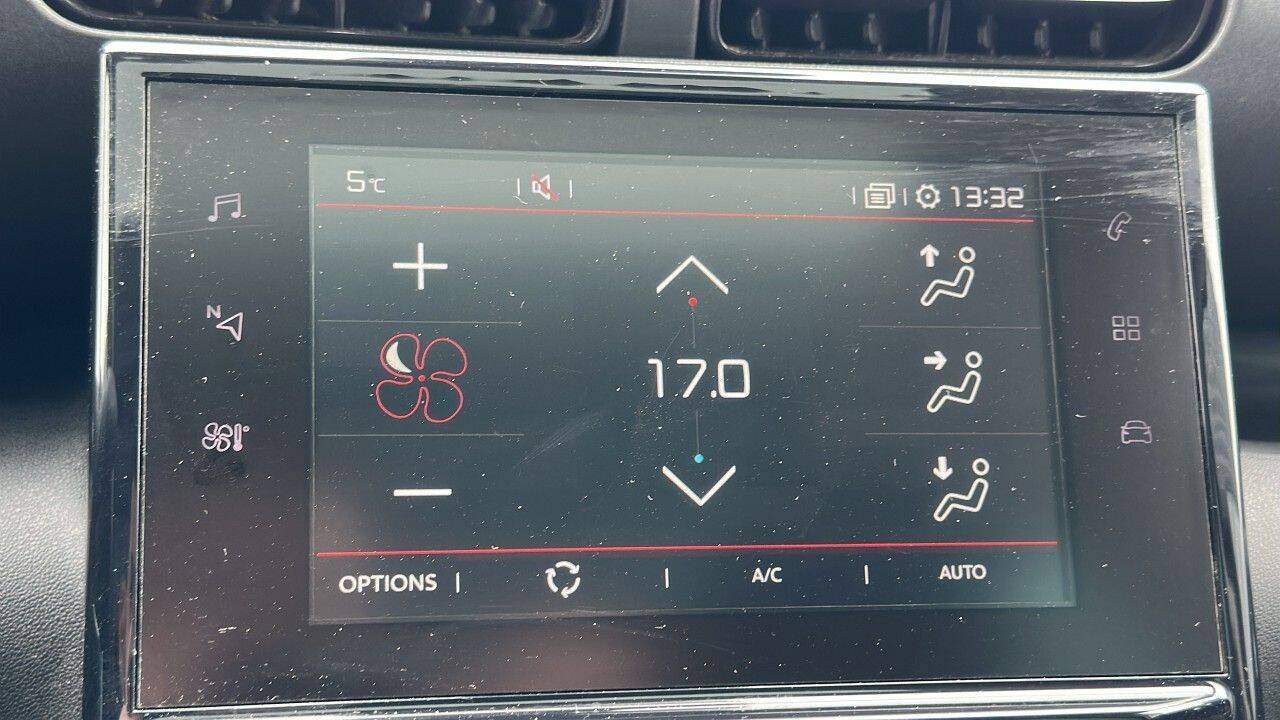 5°C
13:32
N
17.0
OPTIONS
A/C
AUTO